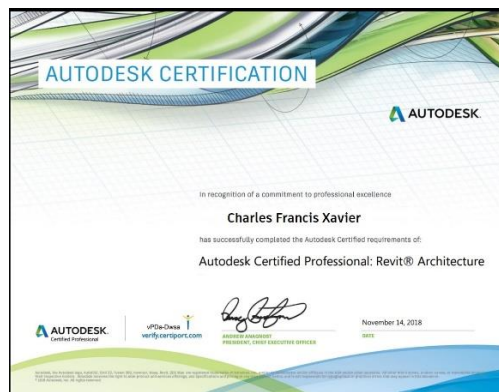 AUTODESK CERTIFICATION
AUTODESK.
In recognition of a commitment to professional excellence
Charles Francis Xavier
has successfully completed the Autodesk Certified requirements of:
Autodesk Certified Professional: Revit® Architecture
AUTODESK.
Certified Professional
vPDa-Dwsa
verify.certiport.com
ANDREW ANAGNOST
PRESIDENT, CHIEF EXECUTIVE OFFICER
November 14, 2018
DATE